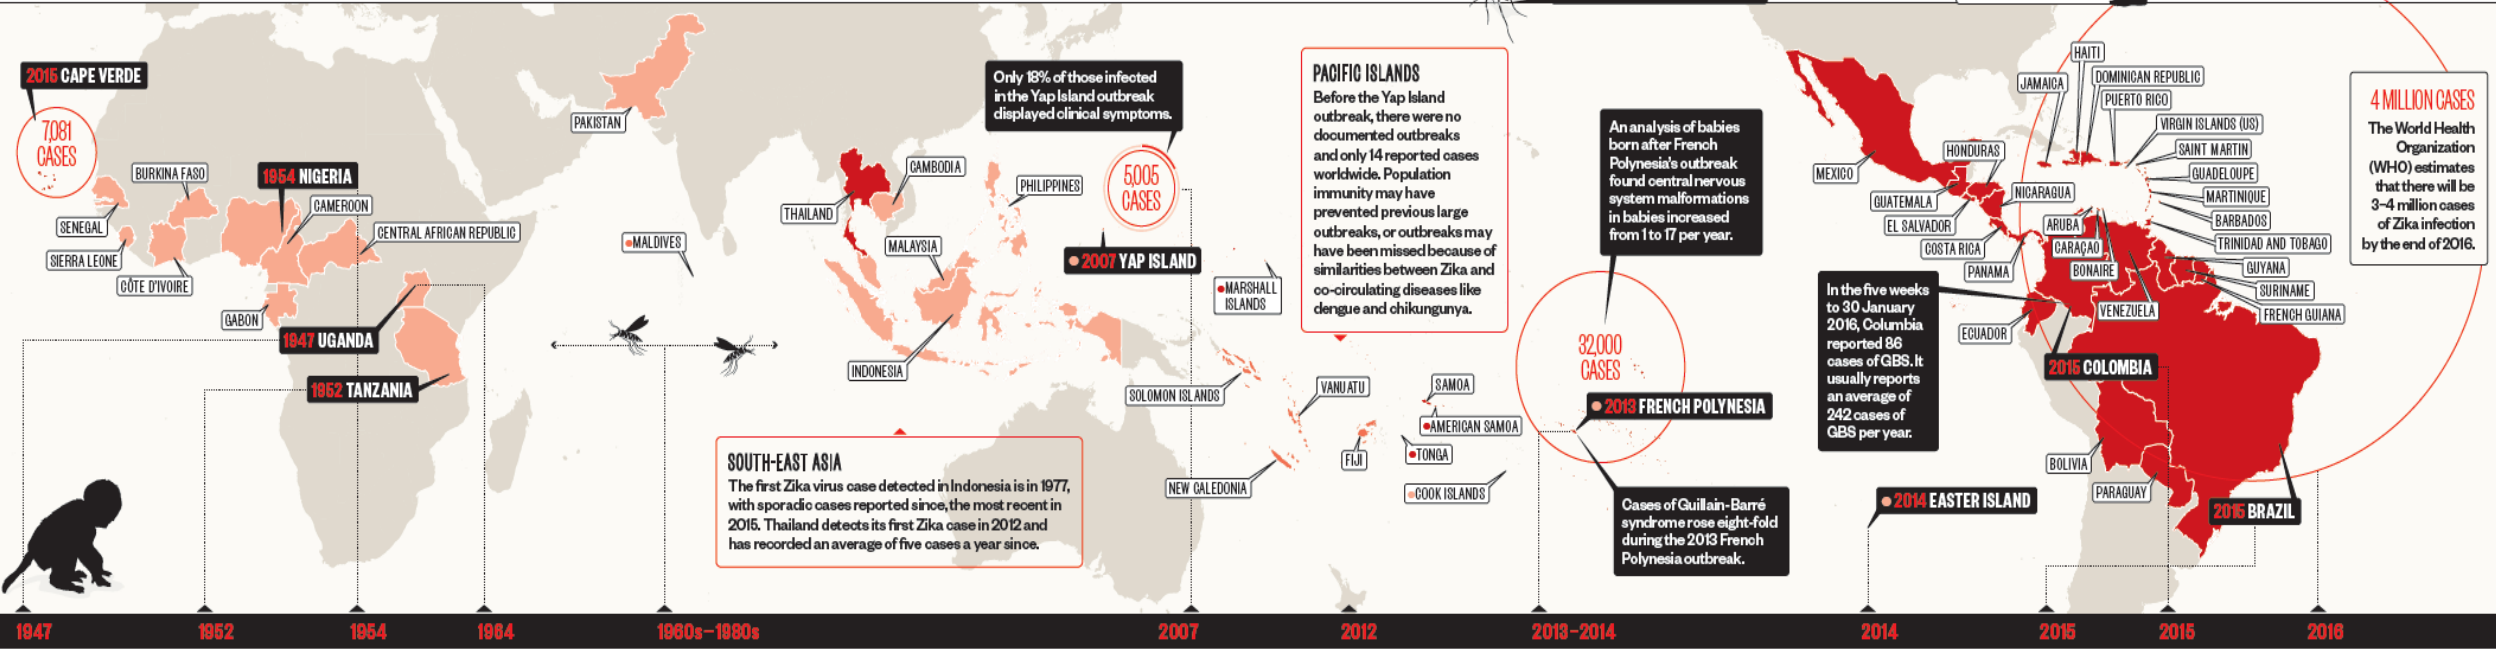 2015 CAPE VERDE
7,081
CASES
SENEGAL
SIERRA LEONE
BURKINA FASO
CÔTE D'IVOIRE
1954 NIGERIA
CAMEROON
CENTRAL AFRICAN REPUBLIC
GABON
1947 UGANDA
1952 TANZANIA
PAKISTAN
MALDIVES
THAILAND
CAMBODIA
MALAYSIA
INDONESIA
PHILIPPINES
SOUTH-EAST ASIA
The first Zika virus case detected in Indonesia is in 1977,
with sporadic cases reported since, the most recent in
2015. Thailand detects its first Zika case in 2012 and
has recorded an average of five cases a year since.
Only 18% of those infected
in the Yap Island outbreak
displayed clinical symptoms.
5,005
CASES
2007 YAP ISLAND
MARSHALL
ISLANDS
SOLOMON ISLANDS
NEW CALEDONIA
VANUATU
FIJI
SAMOA
AMERICAN SAMOA
TONGA
COOK ISLANDS
PACIFIC ISLANDS
Before the Yap Island
outbreak, there were no
documented outbreaks
and only 14 reported cases
worldwide. Population
immunity may have
prevented previous large
outbreaks, or outbreaks may
have been missed because of
similarities between Zika and
co-circulating diseases like
dengue and chikungunya.
An analysis of babies
born after French
Polynesia's outbreak
found central nervous
system malformations
in babies increased
from 1 to 17 per year.
32,000
CASES
2013 FRENCH POLYNESIA
Cases of Guillain-Barré
syndrome rose eight-fold
during the 2013 French
Polynesia outbreak.
2014 EASTER ISLAND
In the five weeks
to 30 January
2016, Columbia
reported 86
cases of GBS. It
usually reports
an average of
242 cases of
GBS per year.
MEXICO
GUATEMALA
EL SALVADOR
COSTA RICA
PANAMA
HONDURAS
NICARAGUA
JAMAICA
HAITI
DOMINICAN REPUBLIC
PUERTO RICO
VIRGIN ISLANDS (US)
SAINT MARTIN
GUADELOUPE
MARTINIQUE
BARBADOS
TRINIDAD AND TOBAGO
GUYANA
SURINAME
FRENCH GUIANA
ARUBA
CARAÇAO
BONAIRE
VENEZUELA
ECUADOR
2015 COLOMBIA
BOLIVIA
PARAGUAY
2015 BRAZIL
4 MILLION CASES
The World Health
Organization
(WHO) estimates
that there will be
3–4 million cases
of Zika infection
by the end of 2016.
1947
1952
1954
1964
1960s–1980s
2007
2012
2013–2014
2014
2015
2015
2016